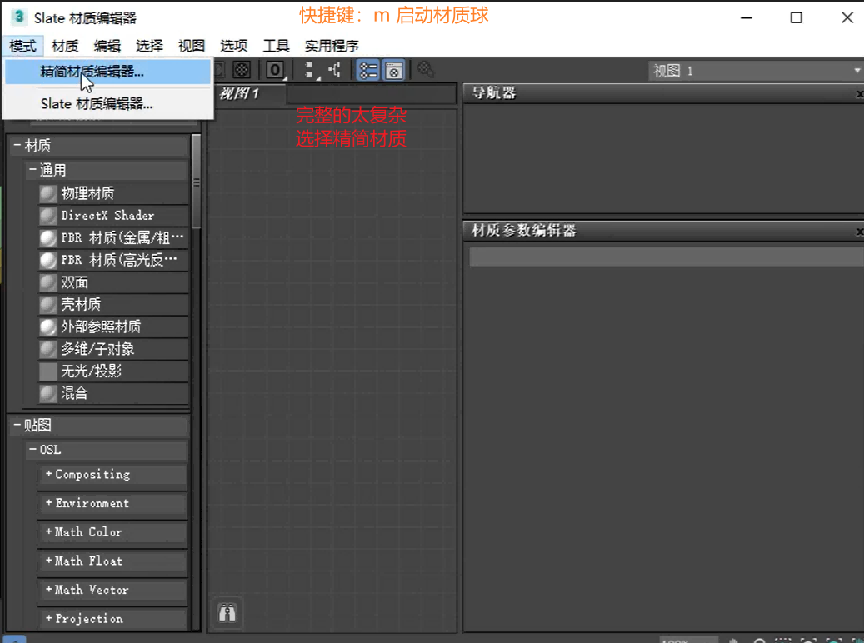 Slate 材质编辑器
快捷键：m 启动材质球
模式 材质 编辑 选择 视图 选项 工具 实用程序
精简材质编辑器...
Slate 材质编辑器...
视图 1
视图 1
导航器
完整的太复杂
选择精简材质
材质参数编辑器
- 材质
- 通用
物理材质
DirectX Shader
PBR 材质(金属/粗...
PBR 材质(高光反...
双面
壳材质
外部参照材质
多维/子对象
无光/投影
混合
- 贴图
- OSL
+ Compositing
+ Environment
+ Math Color
+ Math Float
+ Math Vector
+ Projection